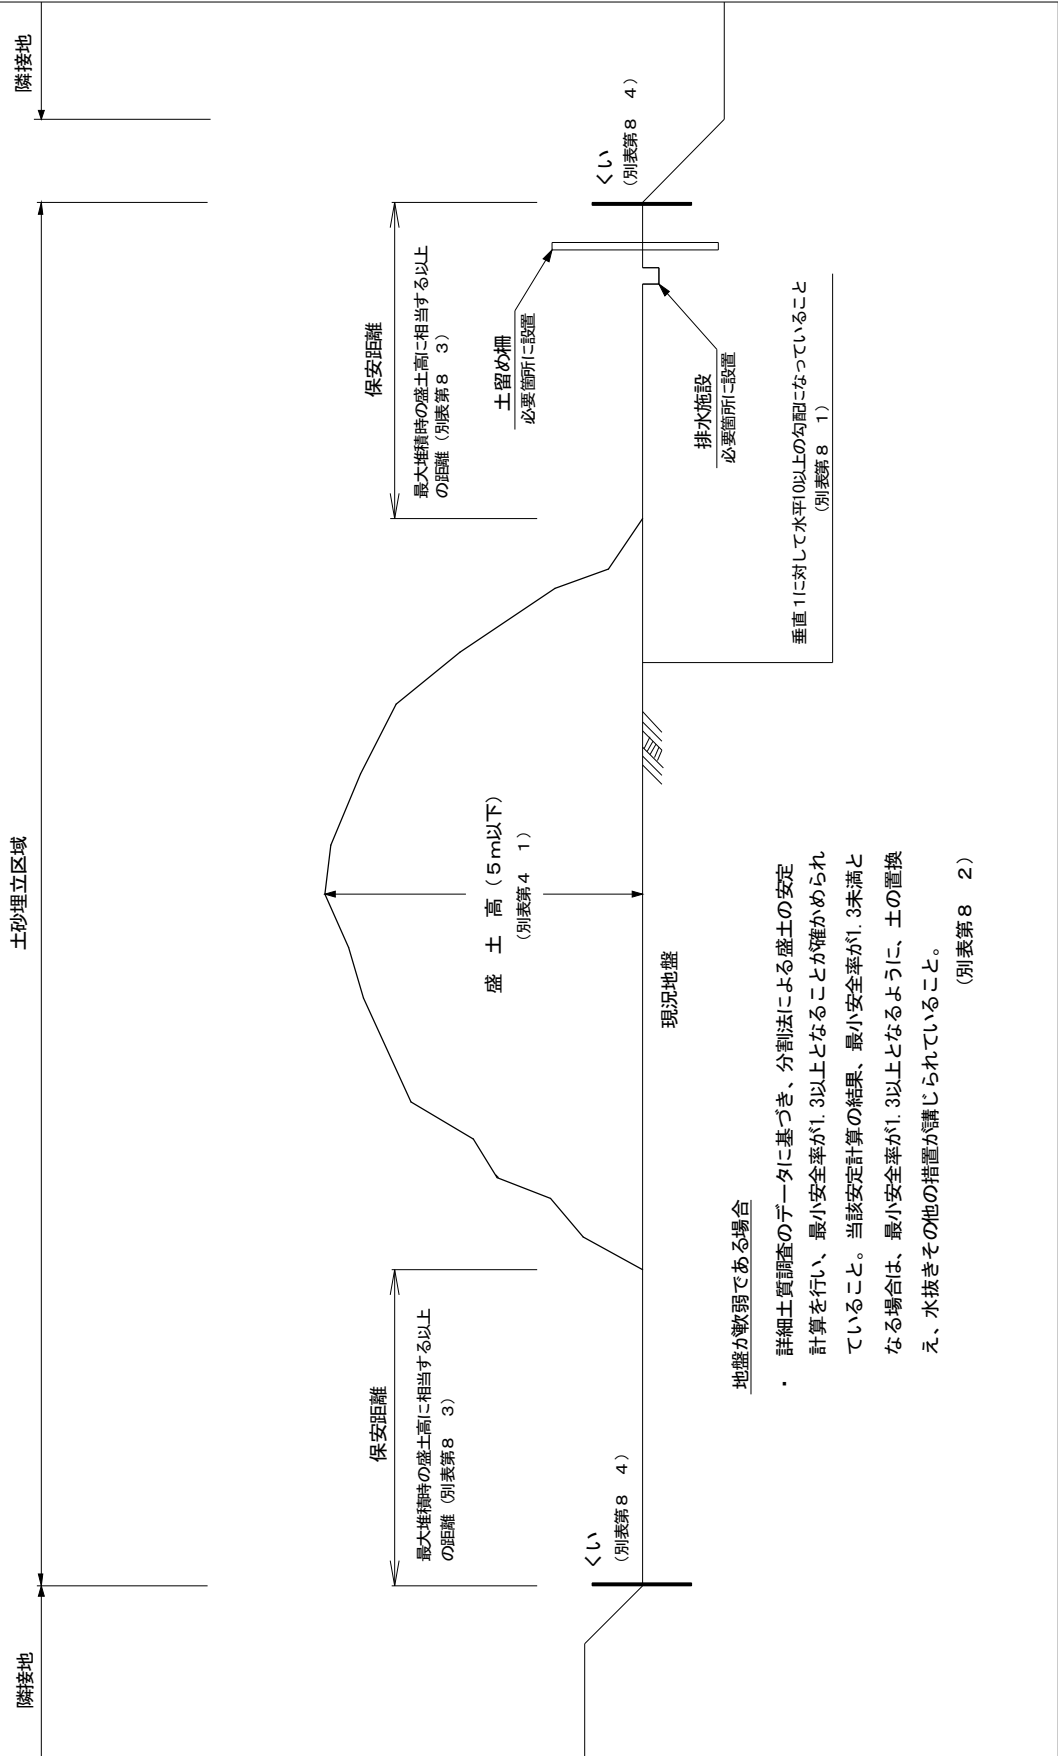 土砂埋立区域
隣接地
隣接地
保安距離
最大堆積時の盛土高に相当する以上
の距離（別表第８　３）
保安距離
最大堆積時の盛土高に相当する以上
の距離（別表第８　３）
盛　土　高（５ｍ以下）
（別表第４　１）
土留め柵
必要箇所に設置
くい
（別表第８　４）
くい
（別表第８　４）
現況地盤
排水施設
必要箇所に設置
垂直１に対して水平10以上の勾配になっていること
（別表第８　１）
地盤が軟弱である場合
・　詳細土質調査のデータに基づき、分割法による盛土の安定
計算を行い、最小安全率が1.3以上となることが確かめられ
ていること。当該安定計算の結果、最小安全率が1.3未満と
なる場合は、最小安全率が1.3以上となるように、土の置換
え、水抜きその他の措置が講じられていること。
（別表第８　２）